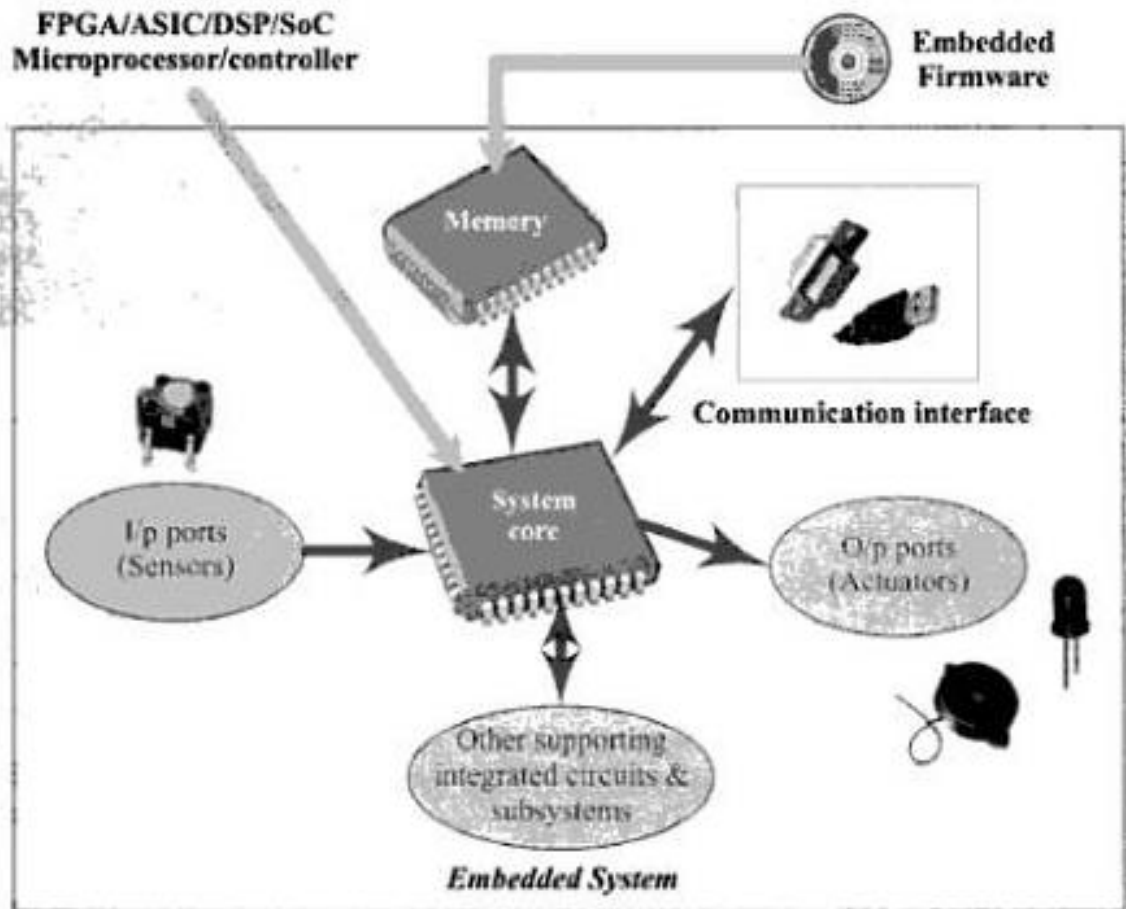 FPGA/ASIC/DSP/SoC
Microprocessor/controller
Embedded
Firmware
Memory
Communication interface
System
core
I/p ports
(Sensors)
O/p ports
(Actuators)
Other supporting
integrated circuits &
subsystems
Embedded System